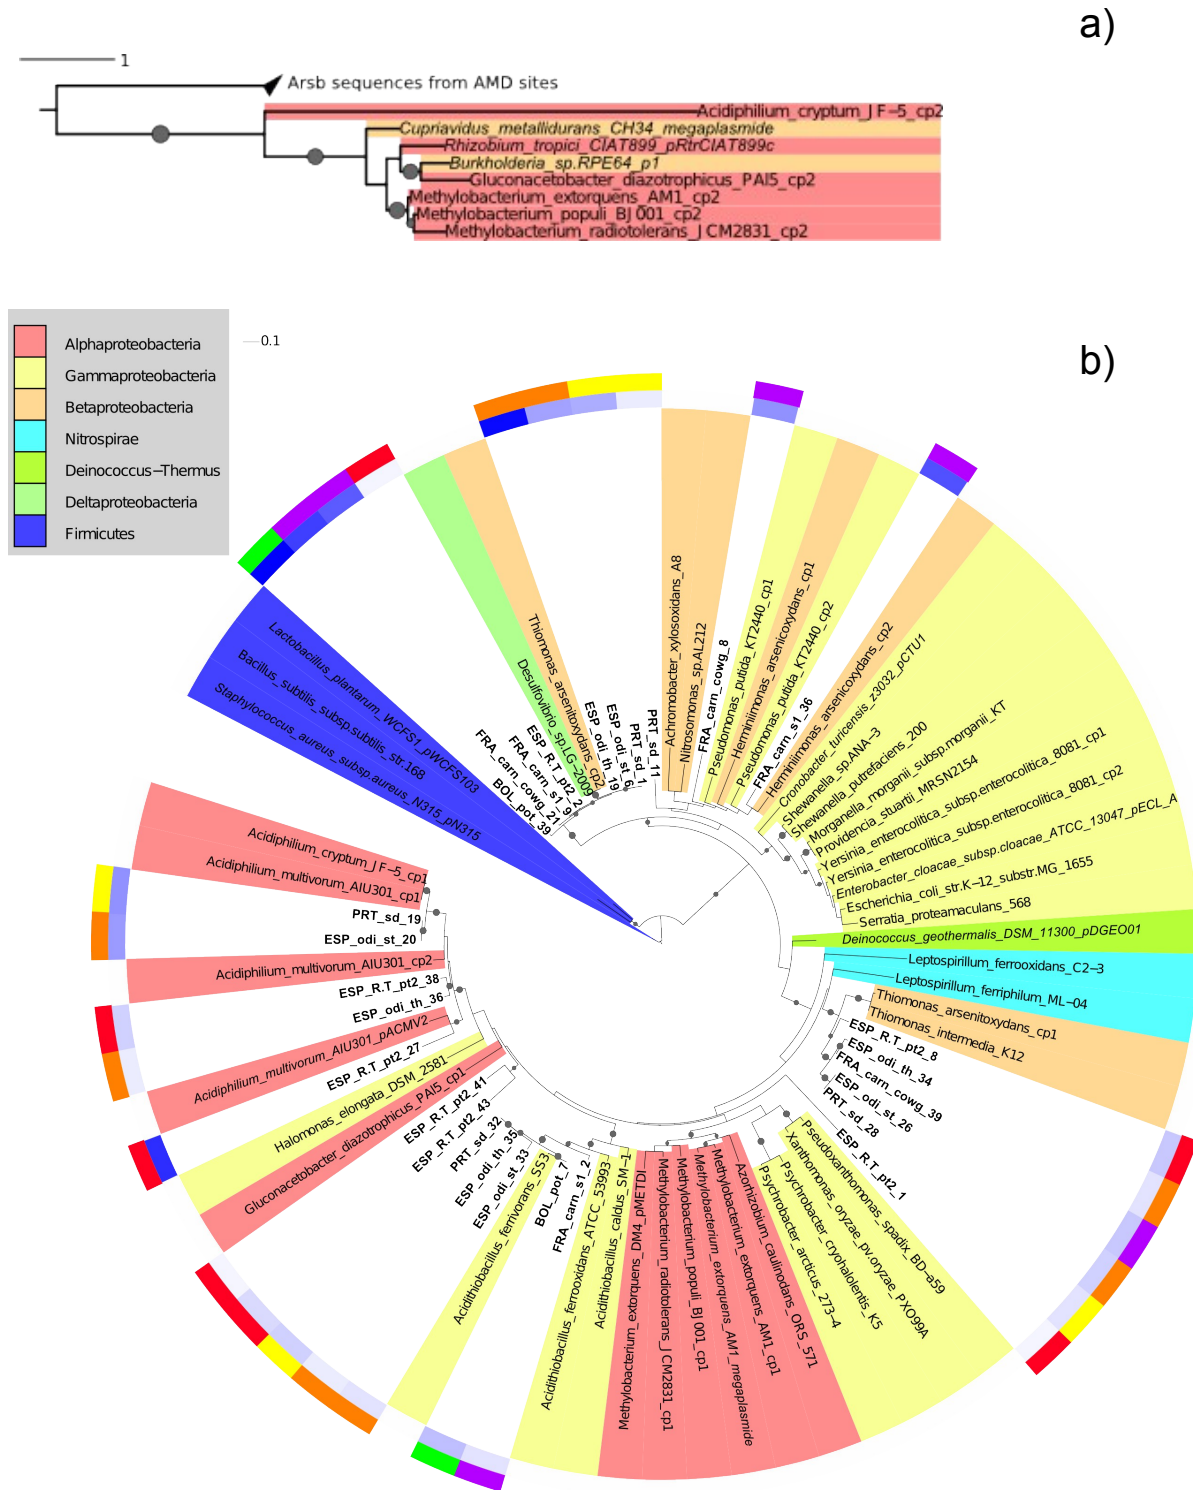 a)
1
Arsb sequences from AMD sites
Acidiphilium_cryptum_JF-5_cp2
Cupriavidus_metallidurans_CH34_megaplasmide
Rhizobium_tropici_CIAT899_pRtrCIAT899c
Burkholderia_sp.RPE64_p1
Gluconacetobacter_diazotrophicus_PAl5_cp2
Methylobacterium_extorquens_AM1_cp2
Methylobacterium_populi_BJ001_cp2
Methylobacterium_radiotolerans_JCM2831_cp2
b)
0.1
Alphaproteobacteria
Gammaproteobacteria
Betaproteobacteria
Nitrospirae
Deinococcus-Thermus
Deltaproteobacteria
Firmicutes
Staphylococcus_aureus_subsp.aureus_N315_pN315
Bacillus_subtilis_subsp.subtilis_str.168
Lactobacillus_plantarum_WCFS1_pWCFS103
BOL_pot_39
FRA_carn_cowg_21
FRA_carn_s1_9
ESP_R.T_pt2_2
Desulfovibrio_sp.LG-2009
Thiomonas_arsenitoxydans_cp2
ESP_odi_th_19
ESP_odi_st_6
PRT_sd_1
PRT_sd_11
Achromobacter_xylosoxidans_A8
Nitrosomonas_sp.AL212
FRA_carn_cowg_8
Pseudomonas_putida_KT2440_cp1
Herminiimonas_arsenicoxydans_cp1
Pseudomonas_putida_KT2440_cp2
FRA_carn_s1_36
Herminiimonas_arsenicoxydans_cp2
Cronobacter_turicensis_z3032_pCTU1
Shewanella_sp.ANA-3
Shewanella_putrefaciens_200
Morganella_morganii_subsp.morganii_KT
Providencia_stuartii_MRSN2154
Yersinia_enterocolitica_subsp.enterocolitica_8081_cp1
Yersinia_enterocolitica_subsp.enterocolitica_8081_cp2
Enterobacter_cloacae_subsp.cloacae_ATCC_13047_pECL_A
Escherichia_coli_str.K-12_substr.MG_1655
Serratia_proteamaculans_568
Deinococcus_geothermalis_DSM_11300_pDGEO01
Leptospirillum_ferrooxidans_C2-3
Leptospirillum_ferriphilum_ML-04
Thiomonas_arsenitoxydans_cp1
Thiomonas_intermedia_K12
ESP_R.T_pt2_8
ESP_odi_th_34
FRA_carn_cowg_39
ESP_odi_st_26
PRT_sd_28
ESP_R.T_pt2_1
Pseudoxanthomonas_spadix_BD-a59
Xanthomonas_oryzae_pv.oryzae_PXO99A
Psychrobacter_cryohalolentis_K5
Psychrobacter_arcticus_273-4
Azorhizobium_caulinodans_ORS_571
Methylobacterium_extorquens_AM1_cp1
Methylobacterium_extorquens_AM1_megaplasmide
Methylobacterium_populi_BJ001_cp1
Methylobacterium_radiotolerans_JCM2831_cp1
Methylobacterium_extorquens_DM4_pMETDI
Acidithiobacillus_caldus_SM-1
Acidithiobacillus_ferrooxidans_ATCC_53993
FRA_carn_s1_2
BOL_pot_7
Acidithiobacillus_ferrivorans_SS3
ESP_odi_st_33
ESP_odi_th_35
PRT_sd_32
ESP_R.T_pt2_43
ESP_R.T_pt2_41
Gluconacetobacter_diazotrophicus_PAl5_cp1
Halomonas_elongata_DSM_2581
ESP_R.T_pt2_27
Acidiphilium_multivorum_AIU301_pACMV2
ESP_odi_th_36
ESP_R.T_pt2_38
Acidiphilium_multivorum_AIU301_cp2
ESP_odi_st_20
PRT_sd_19
Acidiphilium_multivorum_AIU301_cp1
Acidiphilium_cryptum_JF-5_cp1